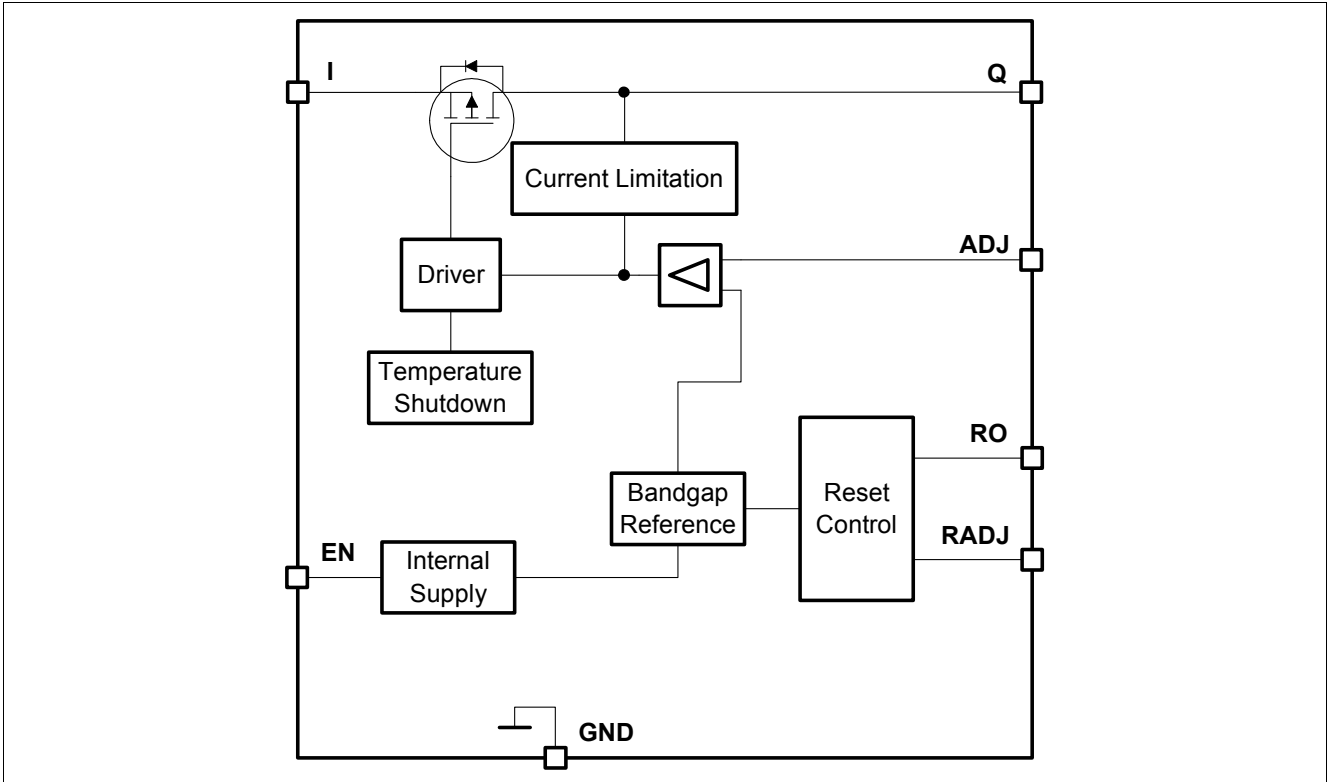 I
Q
Current Limitation
ADJ
Driver
Temperature
Shutdown
RO
Bandgap
Reference
Reset
Control
RADJ
EN
Internal
Supply
GND